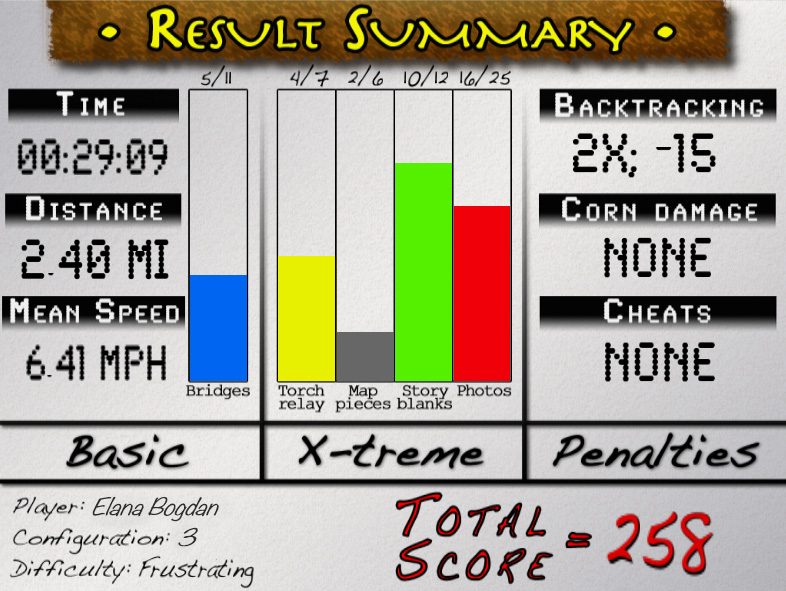 • Result Summary •
5/11
4/7 2/6 10/12 16/25
Time
00:29:09
Distance
2.40 MI
Mean Speed
6.41 MPH
Bridges
Torch relay
Map pieces
Story blanks
Photos
Backtracking
2X; -15
Corn damage
NONE
Cheats
NONE
Basic
X-treme
Penalties
Player: Elana Bogdan
Configuration: 3
Difficulty: Frustrating
Total
Score = 258